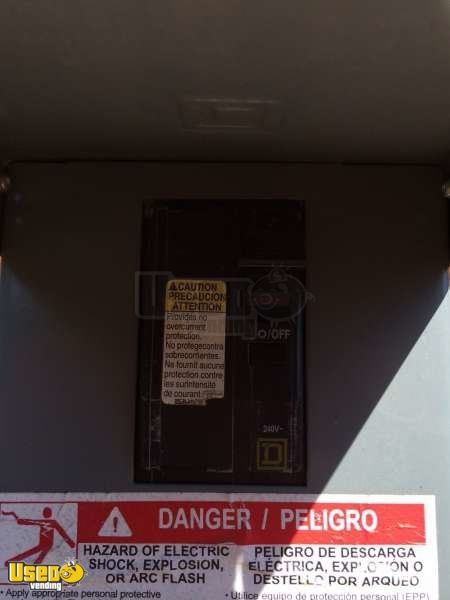 CAUTION
PRECAUCION
ATTENTION
Provides no
overcurrent
protection.
No protegecontra
sobrecorrientes.
Ne fournit aucune
protection contre
les surintensité
de courant.
O/OFF
240V~
DANGER / PELIGRO
HAZARD OF ELECTRIC
SHOCK, EXPLOSION,
OR ARC FLASH
• Apply appropriate personal protective
PELIGRO DE DESCARGA
ELÉCTRICA, EXPLOSIÓN O
DESTELLO POR ARQUEO
• Utilice equipo de protección personal (EPP)
Used
vending